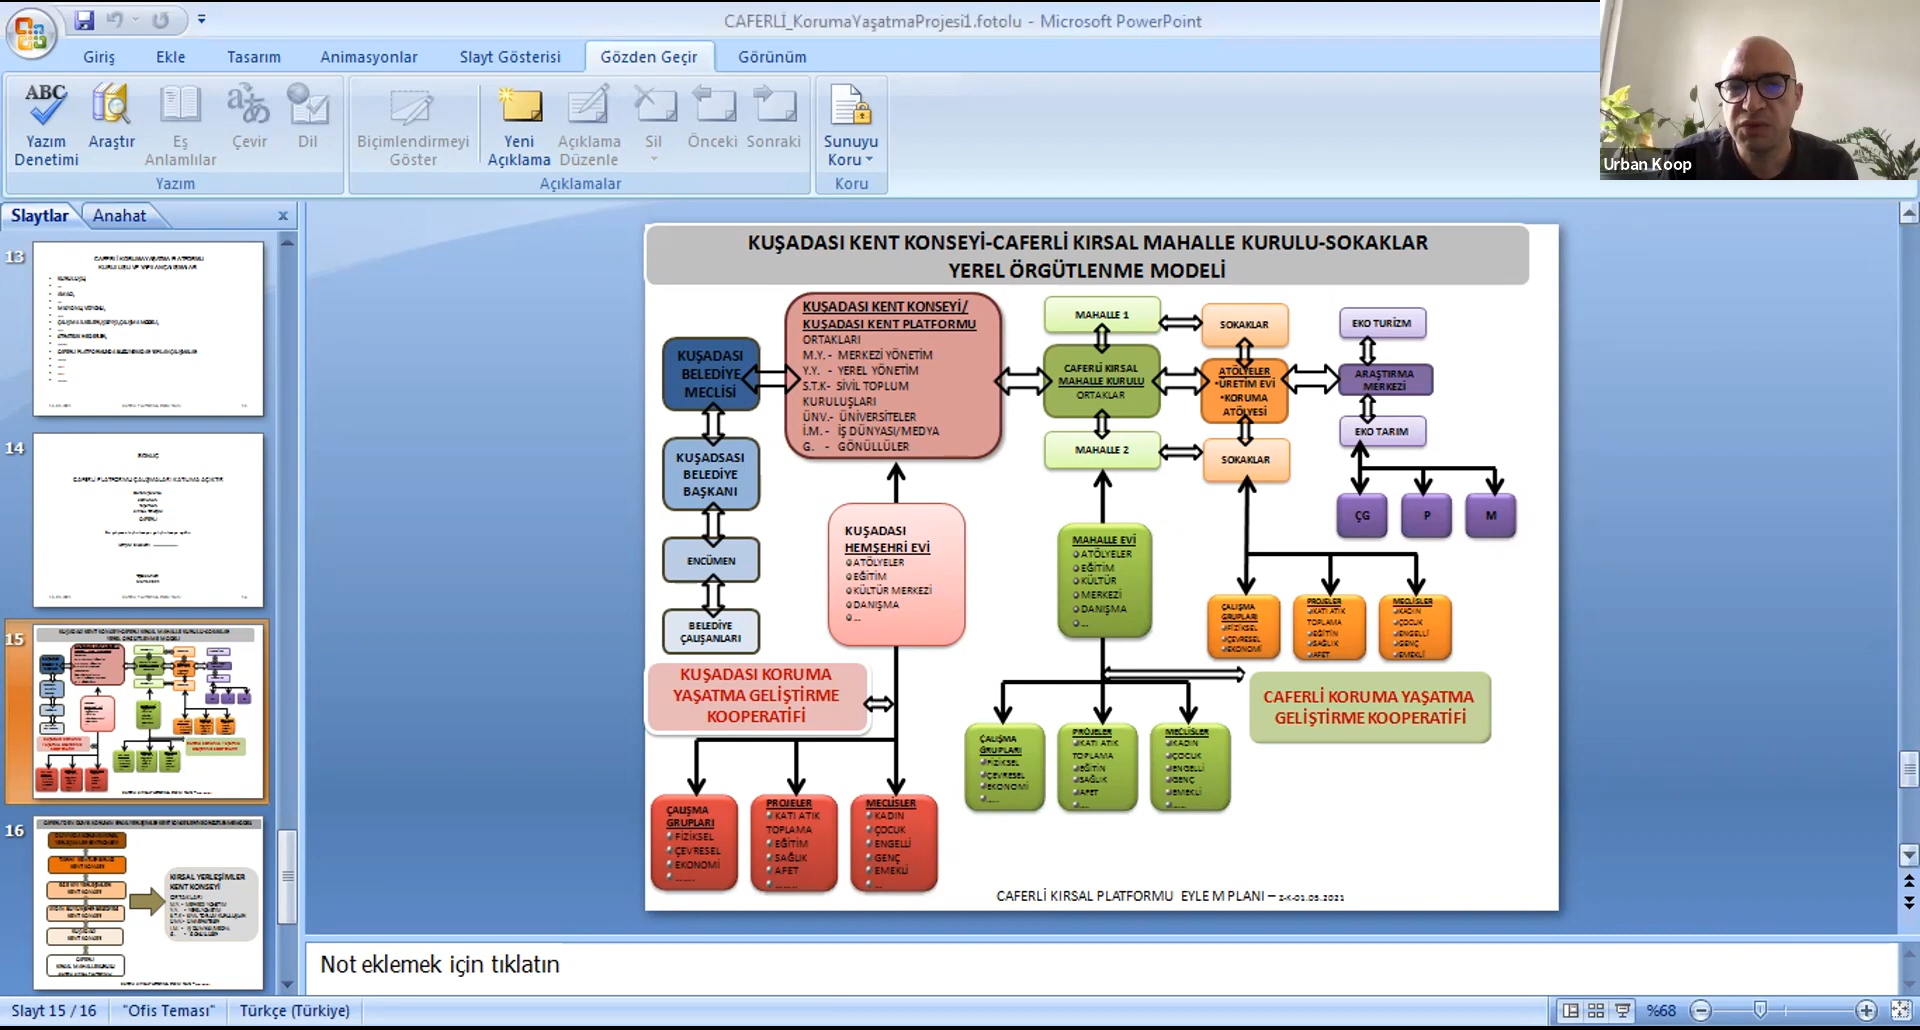 CAFERLİ_KorumaYaşatmaProjesi1.fotolu - Microsoft PowerPoint
Giriş
Ekle
Tasarım
Animasyonlar
Slayt Gösterisi
Gözden Geçir
Görünüm
ABC
Yazım
Denetimi
Araştır
Eş
Anlamlılar
Çevir
Dil
Yazım
Biçimlendirmeyi
Göster
Yeni
Açıklama
Açıklama
Düzenle
Sil
Önceki
Sonraki
Açıklamalar
Sunuyu
Koru
Koru
Urban Koop
Slaytlar
Anahat
x
13
14
15
16
KIRSAL YERLEŞİMLER
KENT KONSEYİ
KUŞADASI KENT KONSEYİ-CAFERLİ KIRSAL MAHALLE KURULU-SOKAKLAR
YEREL ÖRGÜTLENME MODELİ
KUŞADASI
BELEDİYE
MECLİSİ
KUŞADSASI
BELEDİYE
BAŞKANI
ENCÜMEN
BELEDİYE
ÇALIŞANLARI
KUŞADASI KENT KONSEYİ/
KUŞADASI KENT PLATFORMU
ORTAKLARI
M.Y. - MERKEZİ YÖNETİM
Y.Y. - YEREL YÖNETİM
S.T.K- SİVİL TOPLUM
KURULUŞLARI
ÜNV.- ÜNİVERSİTELER
İ.M. - İŞ DÜNYASI/MEDYA
G. - GÖNÜLLÜLER
KUŞADASI
HEMŞEHRİ EVİ
ATÖLYELER
EĞİTİM
KÜLTÜR MERKEZİ
DANIŞMA
...
KUŞADASI KORUMA
YAŞATMA GELİŞTİRME
KOOPERATİFİ
ÇALIŞMA
GRUPLARI
FİZİKSEL
ÇEVRESEL
EKONOMİ
........
PROJELER
KATI ATIK
TOPLAMA
EĞİTİM
SAĞLIK
AFET
........
MECLİSLER
KADIN
ÇOCUK
ENGELLİ
GENÇ
EMEKLİ
...
MAHALLE 1
CAFERLİ KIRSAL
MAHALLE KURULU
ORTAKLAR
MAHALLE 2
MAHALLE EVİ
ATÖLYELER
EĞİTİM
KÜLTÜR
MERKEZİ
DANIŞMA
...
ÇALIŞMA
GRUPLARI
FİZİKSEL
ÇEVRESEL
EKONOMİ
......
PROJELER
KATI ATIK
TOPLAMA
EĞİTİN
SAĞLIK
AFET
....
MECLİSLER
KADIN
ÇOCUK
ENGELLİ
GENÇ
EMEKLİ
......
SOKAKLAR
ATÖLYELER
•ÜRETİM EVİ
•KORUMA
ATÖLYESİ
SOKAKLAR
ÇALIŞMA
GRUPLARI
FİZİKSEL
ÇEVRESEL
EKONOMİ
PROJELER
KATI ATIK
TOPLAMA
EĞİTİN
SAĞLIK
AFET
MECLİSLER
KADIN
ÇOCUK
ENGELLİ
GENÇ
EMEKLİ
EKO TURİZM
ARAŞTIRMA
MERKEZİ
EKO TARIM
ÇG
P
M
CAFERLİ KORUMA YAŞATMA
GELİŞTİRME KOOPERATİFİ
CAFERLİ KIRSAL PLATFORMU EYLEM PLANI – Z-K-01.05.2021
Not eklemek için tıklatın
Slayt 15 / 16
"Ofis Teması"
Türkçe (Türkiye)
%68